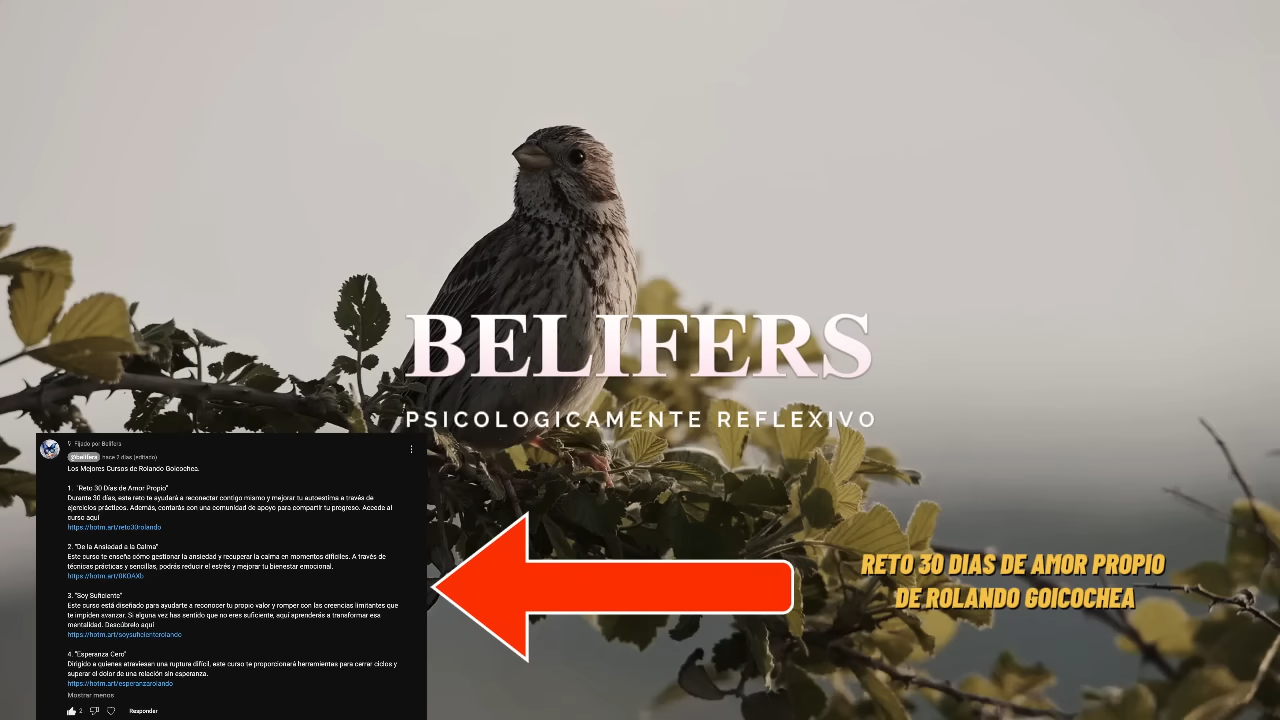 BELIFERS
PSICOLOGICAMENTE REFLEXIVO
Fijado por Belifers
@belifers hace 2 días (editado)
Los Mejores Cursos de Rolando Goicochea.
1. "Reto 30 Días de Amor Propio"
Durante 30 días, este reto te ayudará a reconectar contigo mismo y mejorar tu autoestima a través de
ejercicios prácticos. Además, contarás con una comunidad de apoyo para compartir tu progreso. Accede al
curso aquí
https://hotm.art/reto30rolando
2. "De la Ansiedad a la Calma"
Este curso te enseña cómo gestionar la ansiedad y recuperar la calma en momentos difíciles. A través de
técnicas prácticas y sencillas, podrás reducir el estrés y mejorar tu bienestar emocional.
https://hotm.art/0KOAXb
3. "Soy Suficiente"
Este curso está diseñado para ayudarte a reconocer tu propio valor y romper con las creencias limitantes que
te impiden avanzar. Si alguna vez has sentido que no eres suficiente, aquí aprenderás a transformar esa
mentalidad. Descúbrelo aquí
https://hotm.art/soysuficienterolando
4. "Esperanza Cero"
Dirigido a quienes atraviesan una ruptura difícil, este curso te proporcionará herramientas para cerrar ciclos y
superar el dolor de una relación sin esperanza.
https://hotm.art/esperanzarolando
Mostrar menos
2 Responder
RETO 30 DIAS DE AMOR PROPIO
DE ROLANDO GOICOCHEA